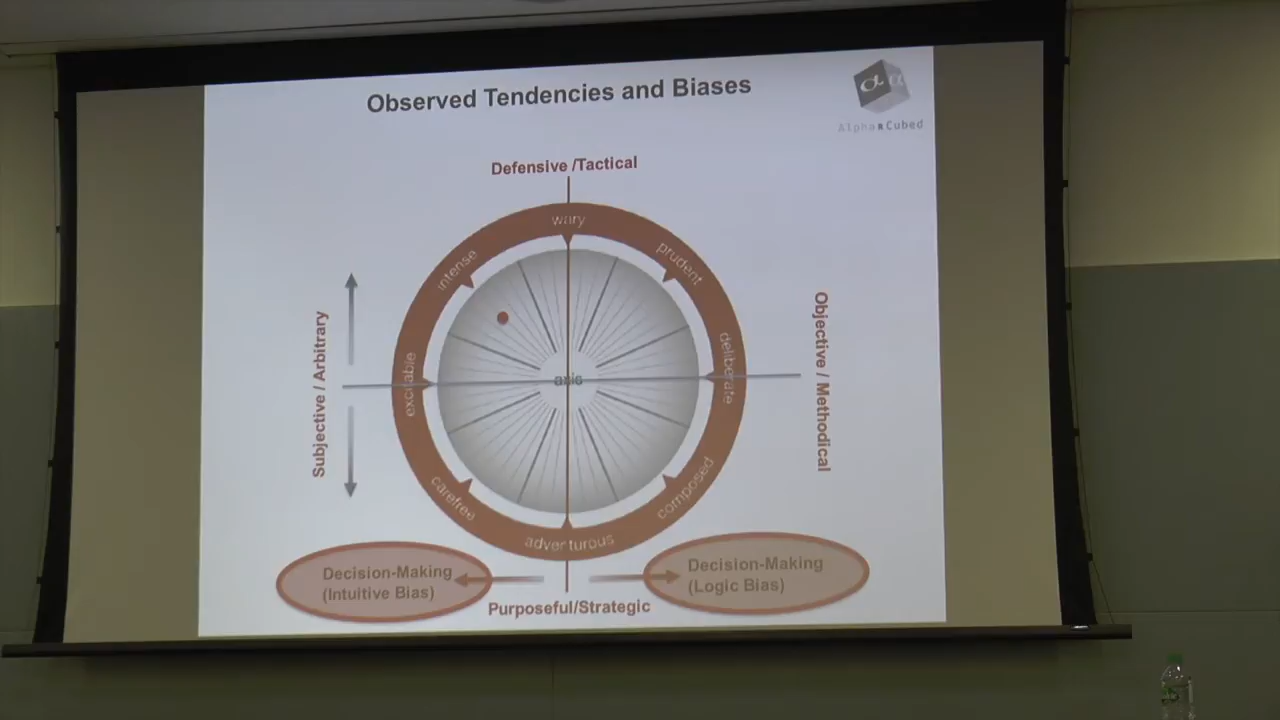 Observed Tendencies and Biases
α
AlphaRCubed
Defensive /Tactical
wary
prudent
intense
deliberate
excitable
axis
composed
carefree
adventurous
Subjective / Arbitrary
Objective / Methodical
Decision-Making
(Intuitive Bias)
Decision-Making
(Logic Bias)
Purposeful/Strategic